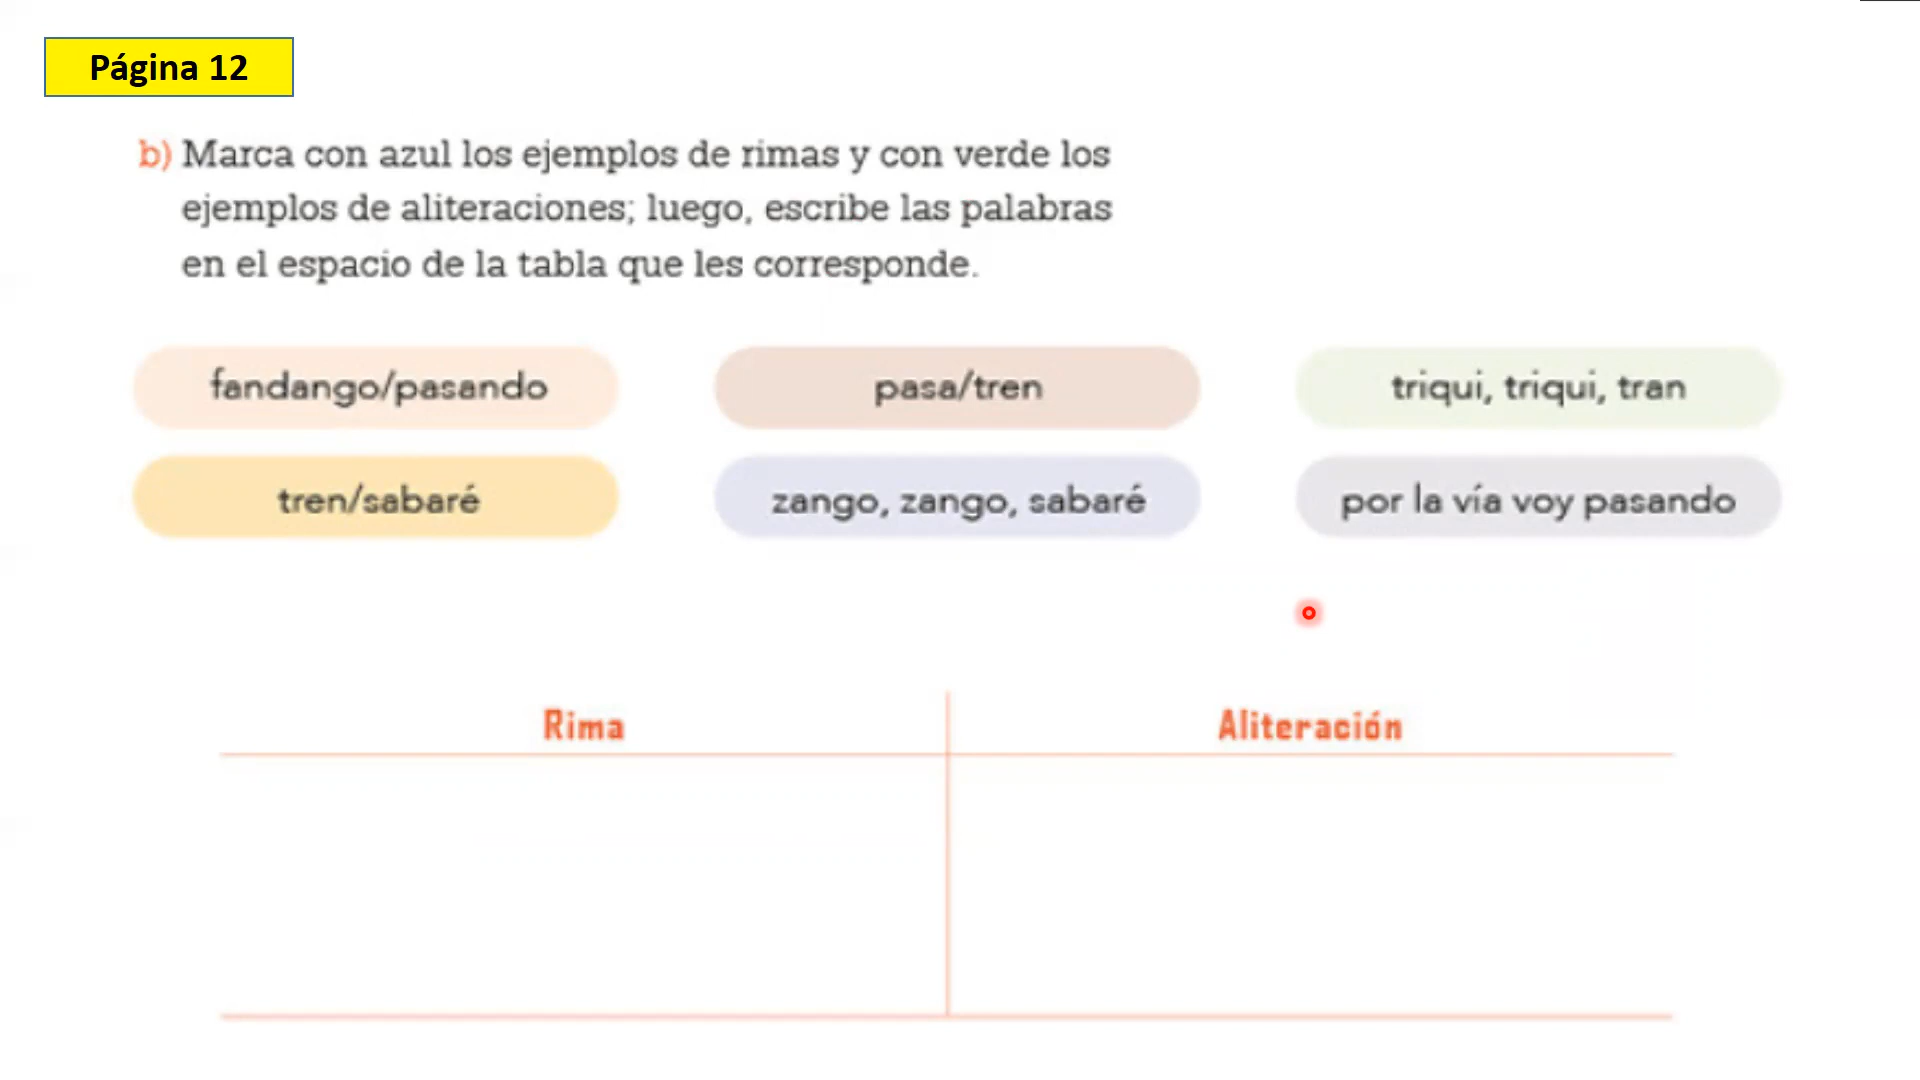 Página 12
b) Marca con azul los ejemplos de rimas y con verde los
ejemplos de aliteraciones; luego, escribe las palabras
en el espacio de la tabla que les corresponde.
fandango/pasando
pasa/tren
triqui, triqui, tran
tren/sabaré
zango, zango, sabaré
por la vía voy pasando
Rima
Aliteración